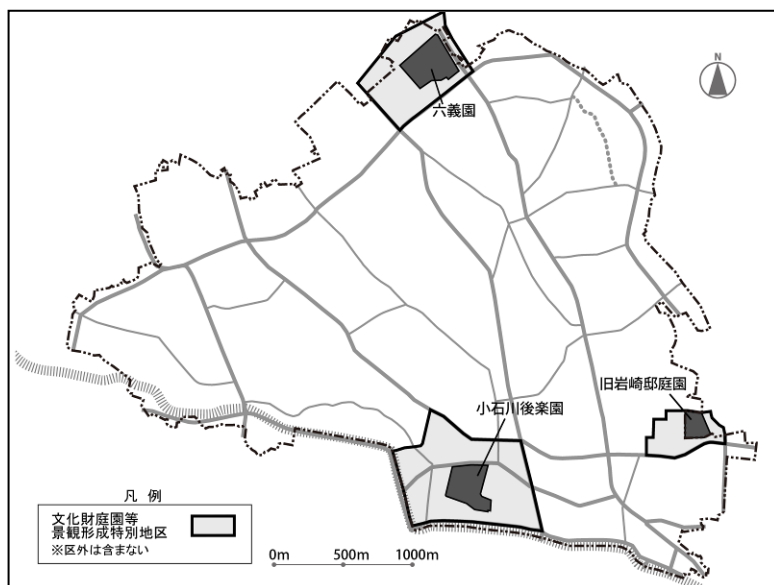 N
六義園
旧岩崎邸庭園
小石川後楽園
凡 例
文化財庭園等
景観形成特別地区
※区外は含まない
0m 500m 1000m